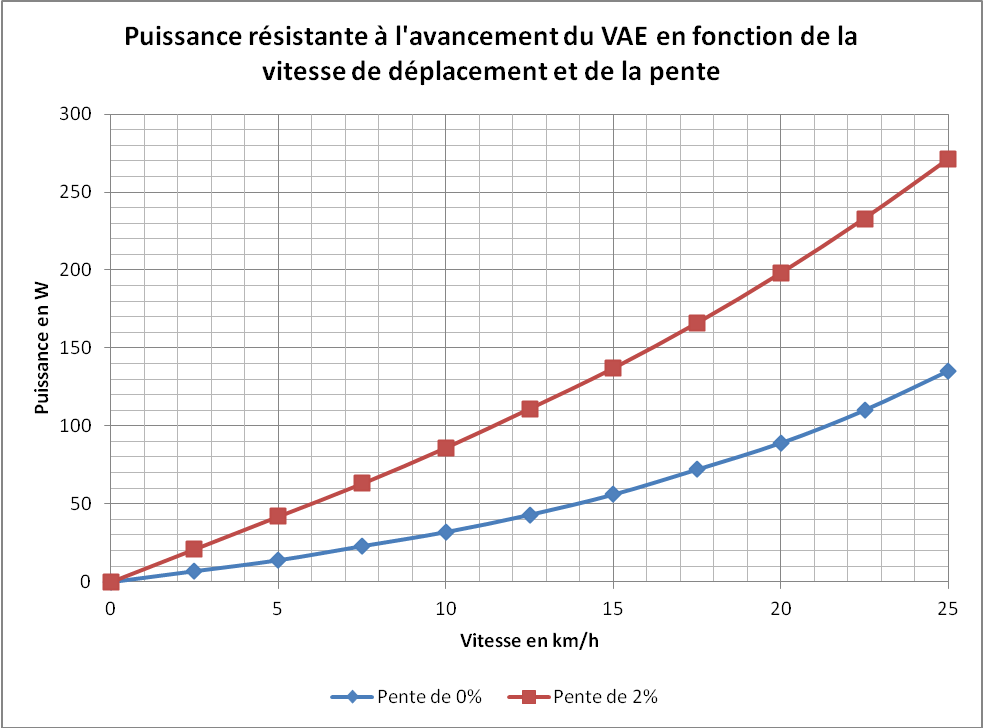 Puissance résistante à l'avancement du VAE en fonction de la
vitesse de déplacement et de la pente
300
250
200
150
100
50
0
Puissance en W
0 5 10 15 20 25
Vitesse en km/h
Pente de 0% Pente de 2%